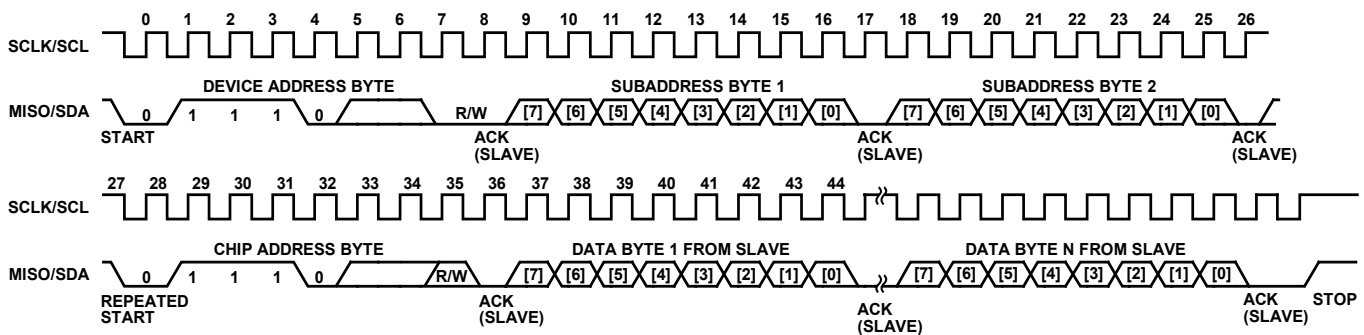 0 1 2 3 4 5 6 7 8 9 10 11 12 13 14 15 16 17 18 19 20 21 22 23 24 25 26
SCLK/SCL
DEVICE ADDRESS BYTE SUBADDRESS BYTE 1 SUBADDRESS BYTE 2
MISO/SDA 0 1 1 1 0 R/W [7] [6] [5] [4] [3] [2] [1] [0] [7] [6] [5] [4] [3] [2] [1] [0]
START ACK ACK ACK
(SLAVE) (SLAVE) (SLAVE)
27 28 29 30 31 32 33 34 35 36 37 38 39 40 41 42 43 44
SCLK/SCL
CHIP ADDRESS BYTE DATA BYTE 1 FROM SLAVE DATA BYTE N FROM SLAVE
MISO/SDA 0 1 1 1 0 R/W [7] [6] [5] [4] [3] [2] [1] [0] [7] [6] [5] [4] [3] [2] [1] [0]
REPEATED ACK ACK ACK STOP
START (SLAVE) (SLAVE) (SLAVE)